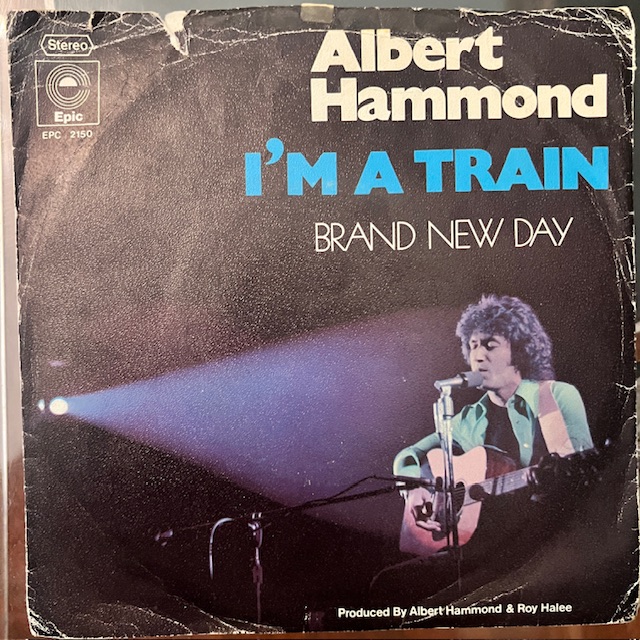 Stereo
Epic
EPC 2150
Albert
Hammond
I'M A TRAIN
BRAND NEW DAY
Produced By Albert Hammond & Roy Halee